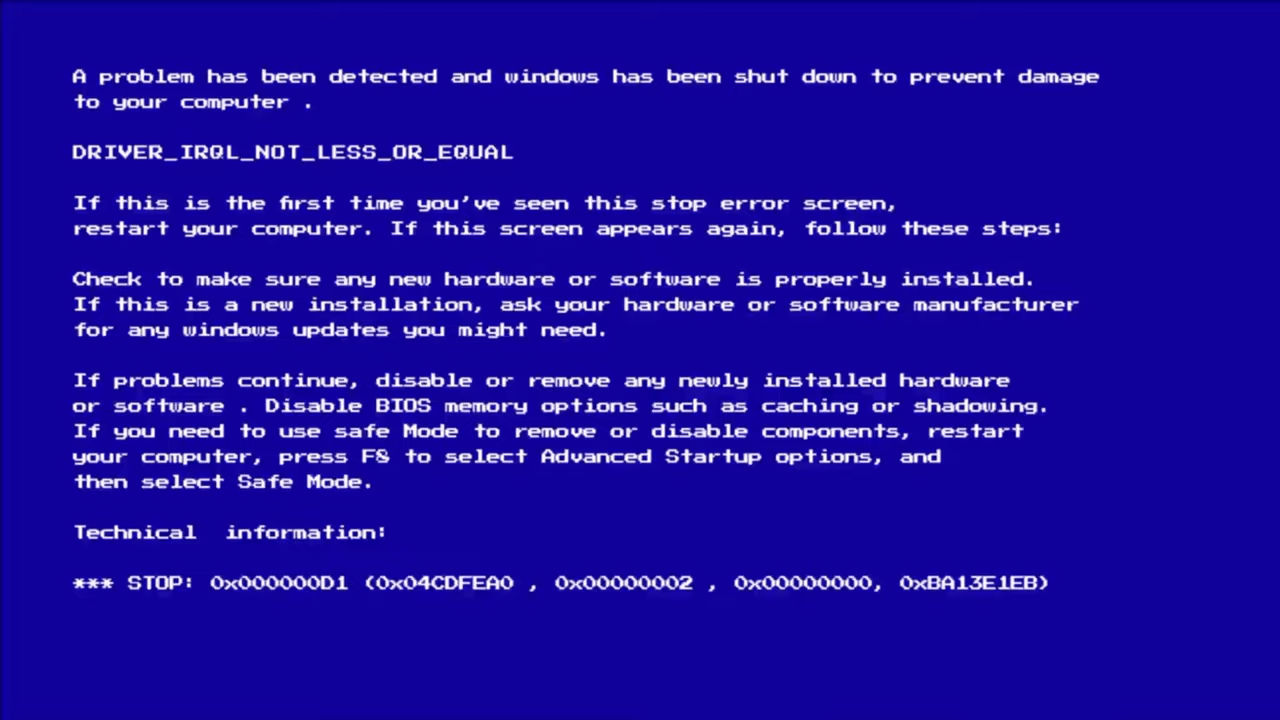 A problem has been detected and windows has been shut down to prevent damage
to your computer .
DRIVER_IRQL_NOT_LESS_OR_EQUAL
If this is the first time you've seen this stop error screen,
restart your computer. If this screen appears again, follow these steps:
Check to make sure any new hardware or software is properly installed.
If this is a new installation, ask your hardware or software manufacturer
for any windows updates you might need.
If problems continue, disable or remove any newly installed hardware
or software . Disable BIOS memory options such as caching or shadowing.
If you need to use safe Mode to remove or disable components, restart
your computer, press F8 to select Advanced Startup options, and
then select Safe Mode.
Technical  information:
*** STOP: 0x000000D1 (0x04CDFEA0 , 0x00000002 , 0x00000000, 0xBA13E1EB)